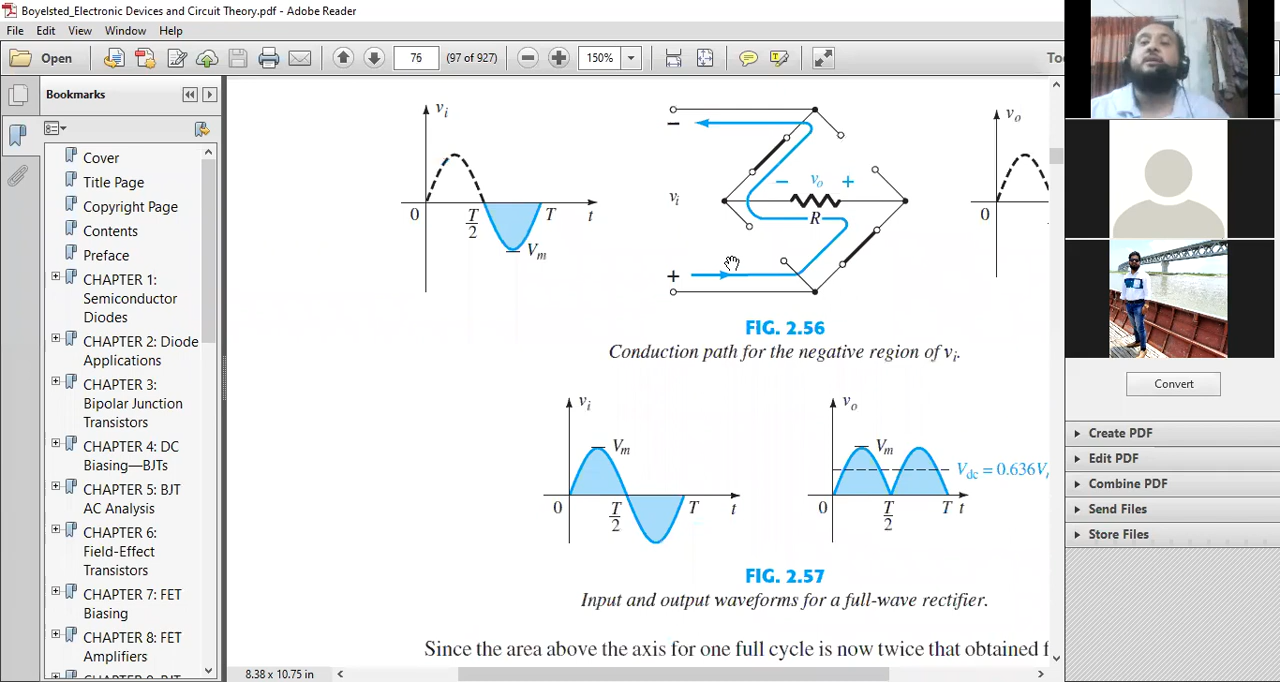 Boyelsted_Electronic Devices and Circuit Theory.pdf - Adobe Reader
File Edit View Window Help
Open 76 (97 of 927) 150% Too
Bookmarks
Cover
Title Page
Copyright Page
Contents
Preface
CHAPTER 1:
Semiconductor
Diodes
CHAPTER 2: Diode
Applications
CHAPTER 3:
Bipolar Junction
Transistors
CHAPTER 4: DC
Biasing—BJTs
CHAPTER 5: BJT
AC Analysis
CHAPTER 6:
Field-Effect
Transistors
CHAPTER 7: FET
Biasing
CHAPTER 8: FET
Amplifiers
vi
0 T/2 T t
Vm
−
vi
+
− vo +
R
vo
0
FIG. 2.56
Conduction path for the negative region of vi.
vi
Vm
0 T/2 T t
vo
Vm
Vdc = 0.636V
0 T/2 T t
FIG. 2.57
Input and output waveforms for a full-wave rectifier.
Since the area above the axis for one full cycle is now twice that obtained f
8.38 x 10.75 in
Convert
Create PDF
Edit PDF
Combine PDF
Send Files
Store Files